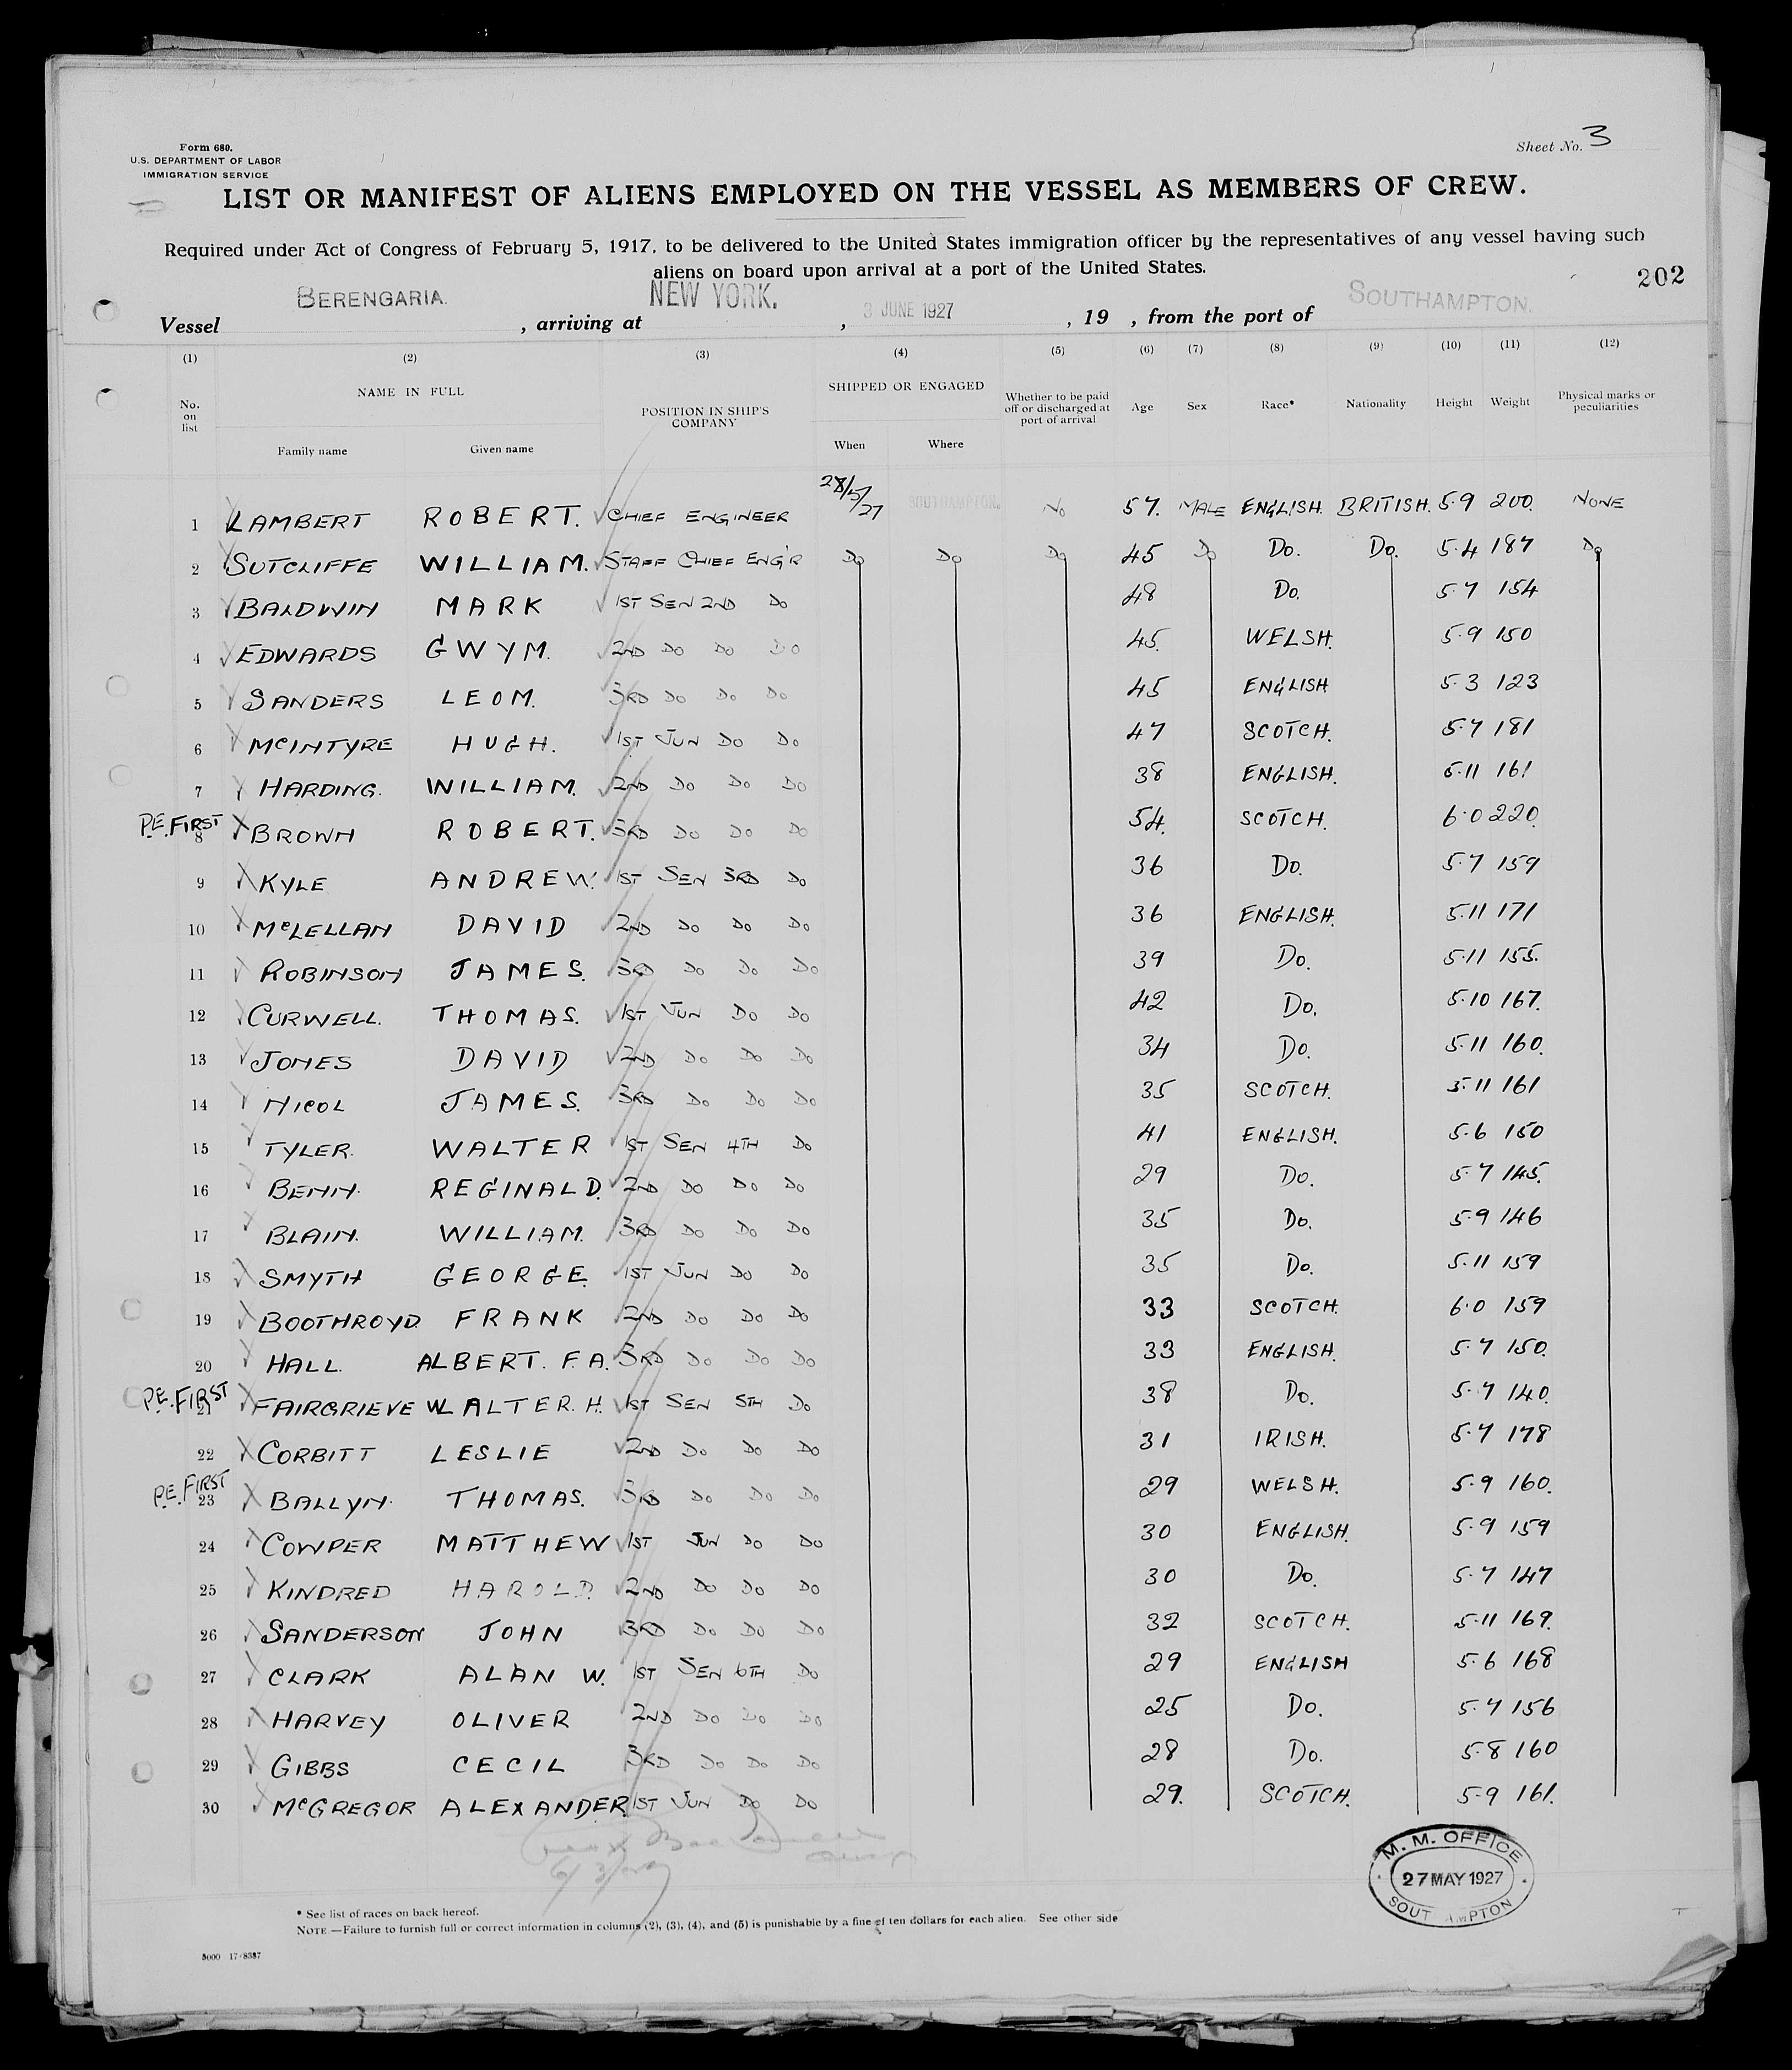 Form 680.
U.S. DEPARTMENT OF LABOR
IMMIGRATION SERVICE
Sheet No. 3
LIST OR MANIFEST OF ALIENS EMPLOYED ON THE VESSEL AS MEMBERS OF CREW.
Required under Act of Congress of February 5, 1917, to be delivered to the United States immigration officer by the representatives of any vessel having such
aliens on board upon arrival at a port of the United States.
202
Vessel BERENGARIA. , arriving at NEW YORK. , 3 JUNE 1927 , 19 , from the port of SOUTHAMPTON.
(1) (2) (3) (4) (5) (6) (7) (8) (9) (10) (11) (12)
No. on list NAME IN FULL Family name Given name POSITION IN SHIP'S COMPANY SHIPPED OR ENGAGED When Where Whether to be paid off or discharged at port of arrival Age Sex Race* Nationality Height Weight Physical marks or peculiarities
1 LAMBERT ROBERT. CHIEF ENGINEER 28/5/27 SOUTHAMPTON. No 57. MALE ENGLISH. BRITISH. 5.9 200. NONE
2 SUTCLIFFE WILLIAM. STAFF CHIEF ENG'R Do Do Do 45 Do Do. Do. 5.4 187 Do
3 BALDWIN MARK 1ST SEN 2ND Do 48 Do. 5.7 154
4 EDWARDS GWYM. 2ND Do Do Do 45. WELSH. 5.9 150
5 SANDERS LEOM. 3RD Do Do Do 45 ENGLISH 5.3 123
6 McINTYRE HUGH. 1ST JUN Do Do 47 SCOTCH. 5.7 181
7 HARDING. WILLIAM. 2ND Do Do Do 38 ENGLISH. 5.11 161
P.E. FIRST 8 BROWN ROBERT. 3RD Do Do Do 54. SCOTCH. 6.0 220.
9 KYLE ANDREW. 1ST SEN 3RD Do 36 Do. 5.7 159
10 McLELLAN DAVID 2ND Do Do Do 36 ENGLISH. 5.11 171
11 ROBINSON JAMES. 3RD Do Do Do 39 Do. 5.11 155.
12 CURWELL. THOMAS. 1ST JUN Do Do 42 Do. 5.10 167.
13 JONES DAVID 2ND Do Do Do 34 Do. 5.11 160.
14 NICOL JAMES. 3RD Do Do Do 35 SCOTCH. 5.11 161
15 TYLER. WALTER 1ST SEN 4TH Do 41 ENGLISH. 5.6 150
16 BENN. REGINALD. 2ND Do Do Do 29 Do. 5.7 145.
17 BLAIN. WILLIAM. 3RD Do Do Do 35 Do. 5.9 146
18 SMYTH GEORGE. 1ST JUN Do Do 35 Do. 5.11 159
19 BOOTHROYD. FRANK 2ND Do Do Do 33 SCOTCH. 6.0 159
20 HALL. ALBERT. F.A. 3RD Do Do Do 33 ENGLISH. 5.7 150.
P.E. FIRST 21 FAIRGRIEVE WALTER. H. 1ST SEN 5TH Do 38 Do. 5.7 140.
22 CORBITT LESLIE 2ND Do Do Do 31 IRISH. 5.7 178
P.E. FIRST 23 BALLYN. THOMAS. 3RD Do Do Do 29 WELSH. 5.9 160.
24 COWPER MATTHEW 1ST JUN Do Do 30 ENGLISH. 5.9 159
25 KINDRED HAROLD. 2ND Do Do Do 30 Do. 5.7 147
26 SANDERSON JOHN 3RD Do Do Do 32 SCOTCH. 5.11 169.
27 CLARK ALAN W. 1ST SEN 6TH Do 29 ENGLISH 5.6 168
28 HARVEY OLIVER 2ND Do Do Do 25 Do. 5.7 156
29 GIBBS CECIL 3RD Do Do Do 28 Do. 5.8 160
30 McGREGOR ALEXANDER. 1ST JUN Do Do 29. SCOTCH. 5.9 161.
M. M. OFFICE
27 MAY 1927
SOUT AMPTON
* See list of races on back hereof.
NOTE.—Failure to furnish full or correct information in columns (2), (3), (4), and (5) is punishable by a fine of ten dollars for each alien. See other side
5000 17-8387